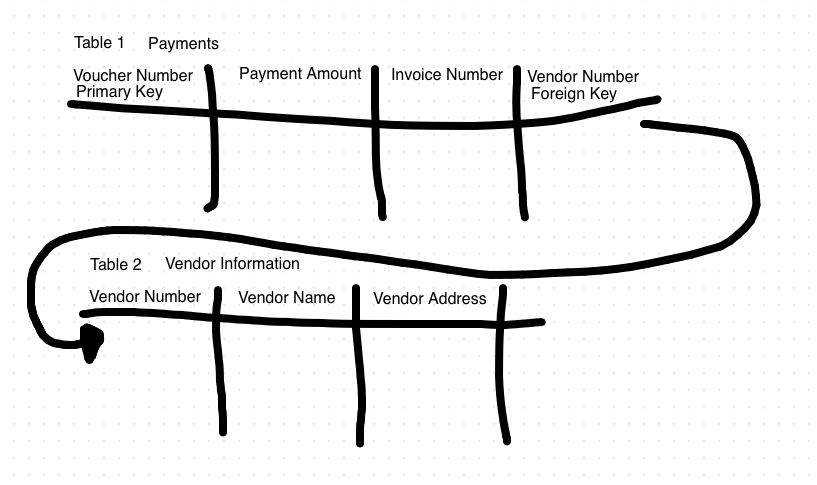 Table 1 Payments
Voucher Number Payment Amount Invoice Number Vendor Number
Primary Key Foreign Key
Table 2 Vendor Information
Vendor Number Vendor Name Vendor Address